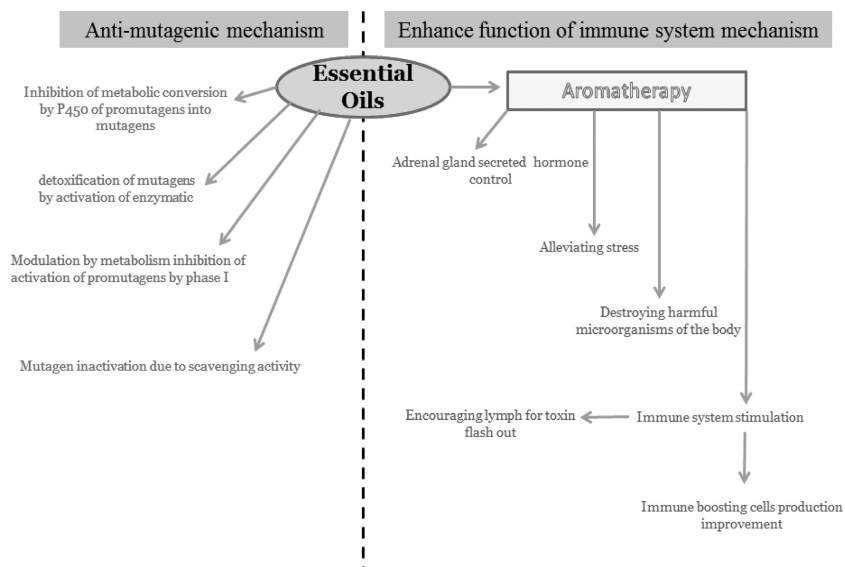 Anti-mutagenic mechanism
Enhance function of immune system mechanism
Essential
Oils
Aromatherapy
Inhibition of metabolic conversion
by P450 of promutagens into
mutagens
detoxification of mutagens
by activation of enzymatic
Modulation by metabolism inhibition of
activation of promutagens by phase I
Mutagen inactivation due to scavenging activity
Adrenal gland secreted hormone
control
Alleviating stress
Destroying harmful
microorganisms of the body
Encouraging lymph for toxin
flash out
Immune system stimulation
Immune boosting cells production
improvement